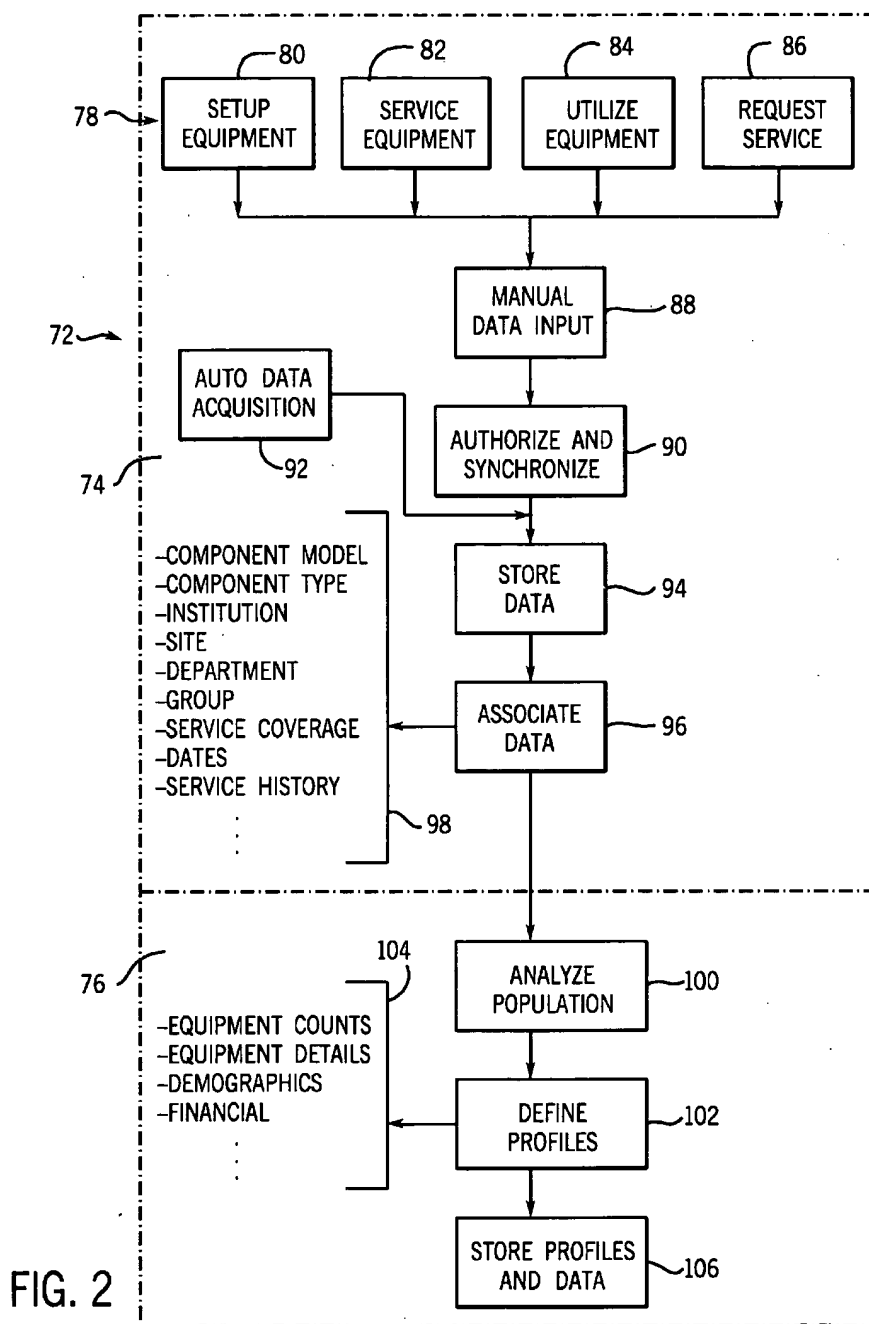 80
82
84
86
78
SETUP
EQUIPMENT
SERVICE
EQUIPMENT
UTILIZE
EQUIPMENT
REQUEST
SERVICE
MANUAL
DATA INPUT
88
72
AUTO DATA
ACQUISITION
92
AUTHORIZE AND
SYNCHRONIZE
90
74
-COMPONENT MODEL
-COMPONENT TYPE
-INSTITUTION
-SITE
-DEPARTMENT
-GROUP
-SERVICE COVERAGE
-DATES
-SERVICE HISTORY
98
STORE
DATA
94
ASSOCIATE
DATA
96
76
104
-EQUIPMENT COUNTS
-EQUIPMENT DETAILS
-DEMOGRAPHICS
-FINANCIAL
ANALYZE
POPULATION
100
DEFINE
PROFILES
102
STORE PROFILES
AND DATA
106
FIG. 2